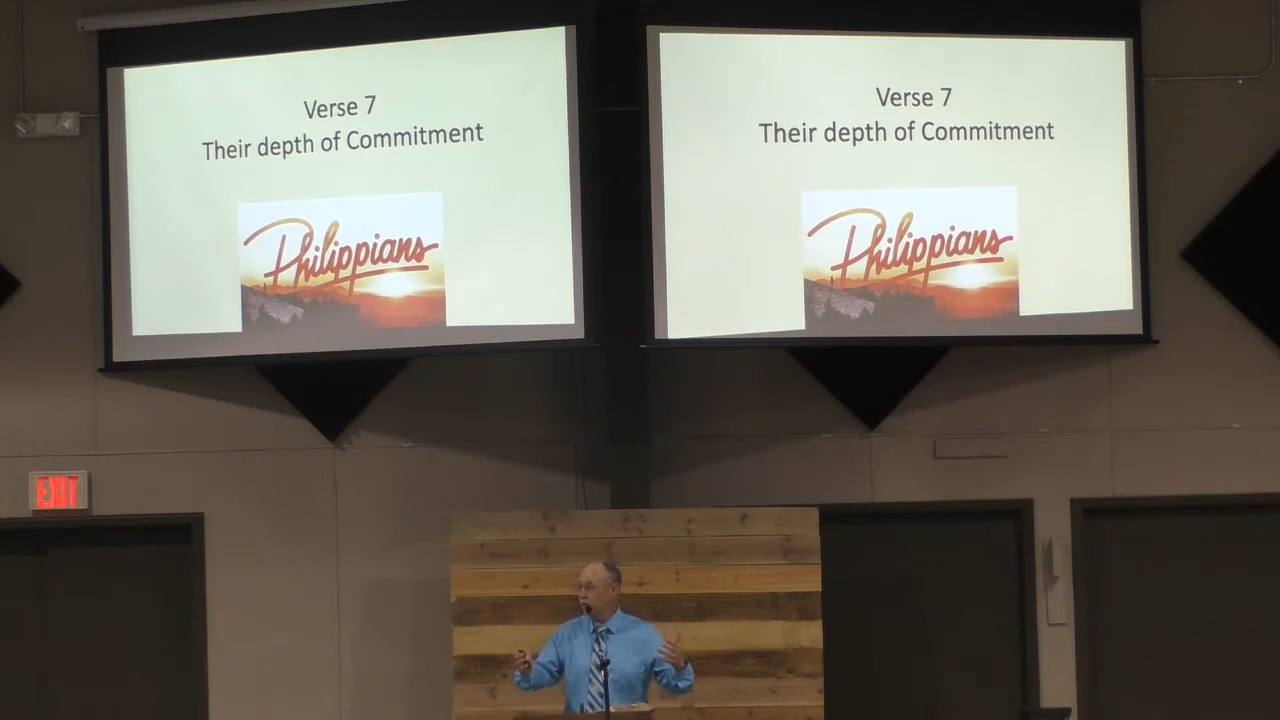 Verse 7
Their depth of Commitment
Philippians
Verse 7
Their depth of Commitment
Philippians
EXIT